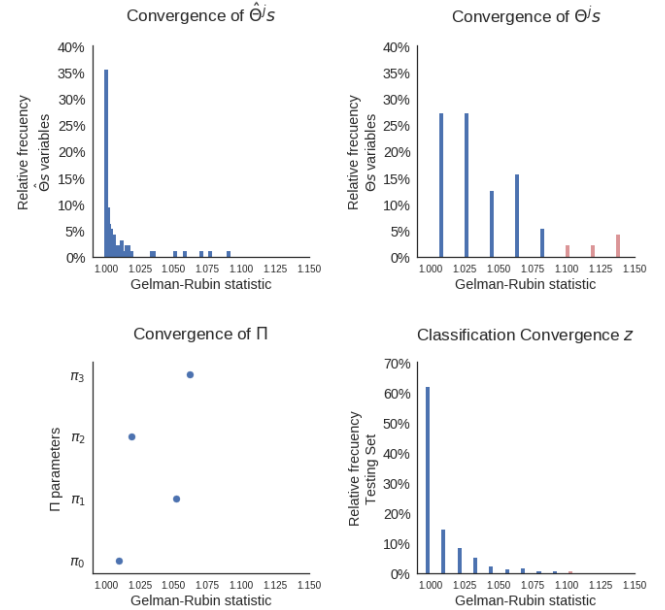 Convergence of Θ̂ʲs
Convergence of Θʲs
40%
35%
30%
25%
20%
15%
10%
5%
0%
Relative frecuency
Θ̂s variables
1.000 1.025 1.050 1.075 1.100 1.125 1.150
Gelman-Rubin statistic
40%
35%
30%
25%
20%
15%
10%
5%
0%
Relative frecuency
Θs variables
1.000 1.025 1.050 1.075 1.100 1.125 1.150
Gelman-Rubin statistic
Convergence of Π
Classification Convergence z
π₃
π₂
π₁
π₀
Π parameters
1.000 1.025 1.050 1.075 1.100 1.125 1.150
Gelman-Rubin statistic
70%
60%
50%
40%
30%
20%
10%
0%
Relative frecuency
Testing Set
1.000 1.025 1.050 1.075 1.100 1.125 1.150
Gelman-Rubin statistic